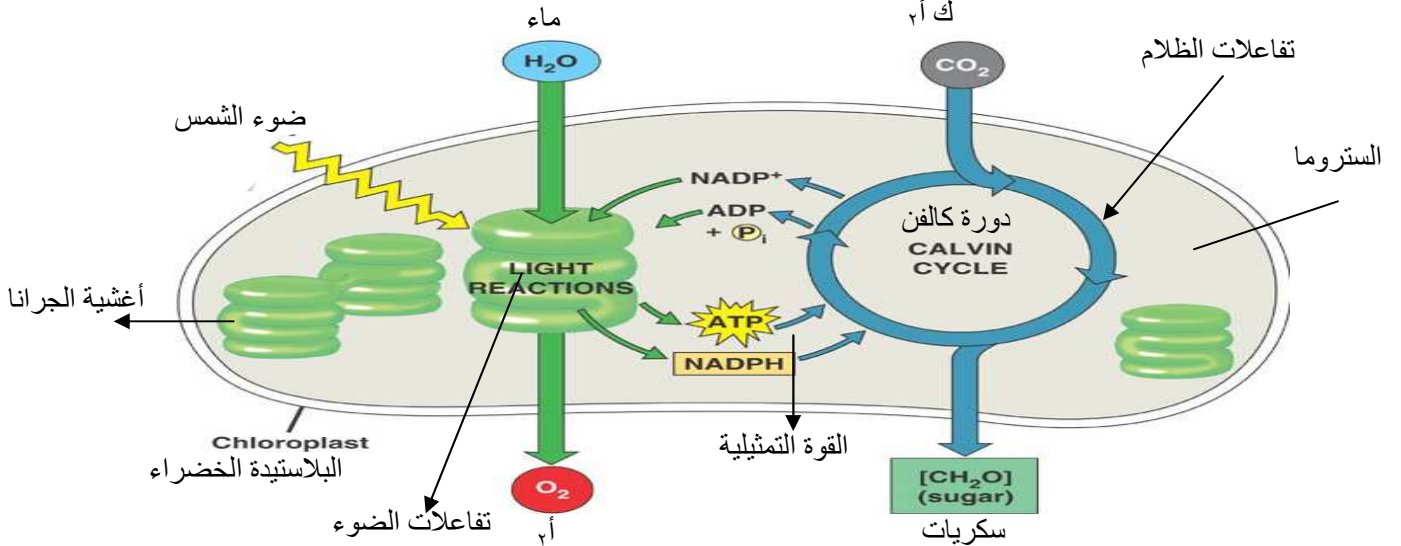 ماء
ك أ٢
H₂O
CO₂
تفاعلات الظلام
ضوء الشمس
الستروما
NADP⁺
ADP
+ Pᵢ
دورة كالفن
CALVIN
CYCLE
LIGHT
REACTIONS
أغشية الجرانا
ATP
NADPH
Chloroplast
البلاستيدة الخضراء
القوة التمثيلية
[CH₂O]
(sugar)
O₂
تفاعلات الضوء
أ٢
سكريات